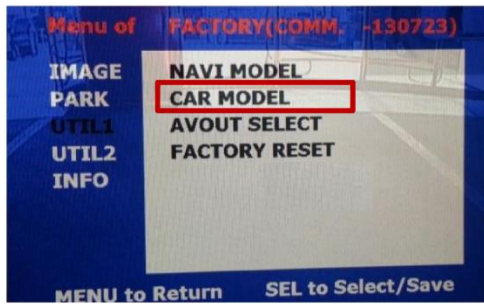 Menu of FACTORY(COMM. -130723)
IMAGE NAVI MODEL
PARK CAR MODEL
UTIL1 AVOUT SELECT
UTIL2 FACTORY RESET
INFO
MENU to Return SEL to Select/Save